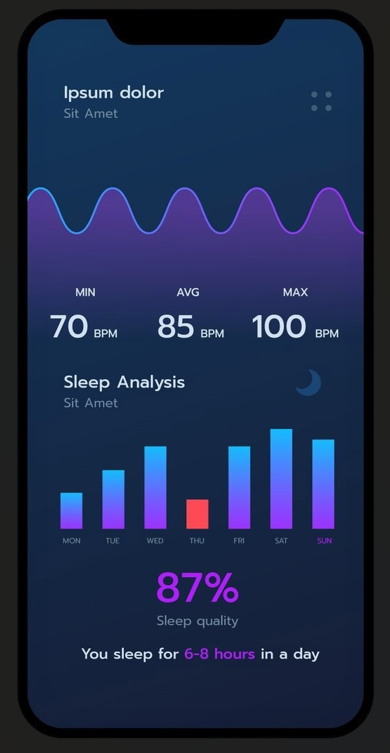 Ipsum dolor
Sit Amet
MIN AVG MAX
70 BPM 85 BPM 100 BPM
Sleep Analysis
Sit Amet
MON TUE WED THU FRI SAT SUN
87%
Sleep quality
You sleep for 6-8 hours in a day